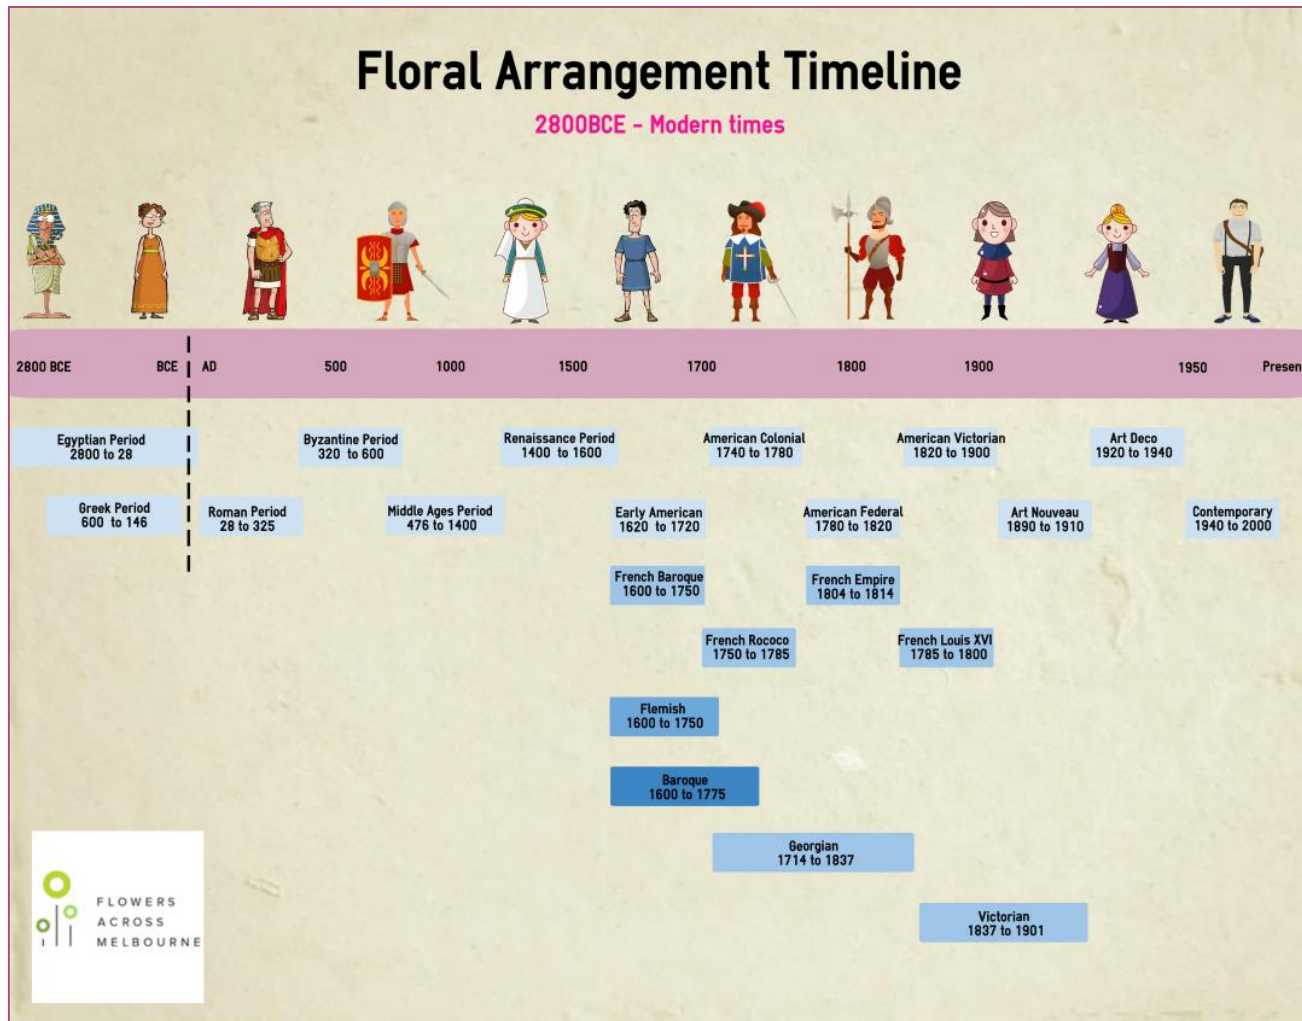 Floral Arrangement Timeline
2800BCE - Modern times
2800 BCE
BCE
AD
500
1000
1500
1700
1800
1900
1950
Presen
Egyptian Period
2800 to 28
Byzantine Period
320 to 600
Renaissance Period
1400 to 1600
American Colonial
1740 to 1780
American Victorian
1820 to 1900
Art Deco
1920 to 1940
Greek Period
600 to 146
Roman Period
28 to 325
Middle Ages Period
476 to 1400
Early American
1620 to 1720
American Federal
1780 to 1820
Art Nouveau
1890 to 1910
Contemporary
1940 to 2000
French Baroque
1600 to 1750
French Empire
1804 to 1814
French Rococo
1750 to 1785
French Louis XVI
1785 to 1800
Flemish
1600 to 1750
Baroque
1600 to 1775
Georgian
1714 to 1837
Victorian
1837 to 1901
FLOWERS
ACROSS
MELBOURNE